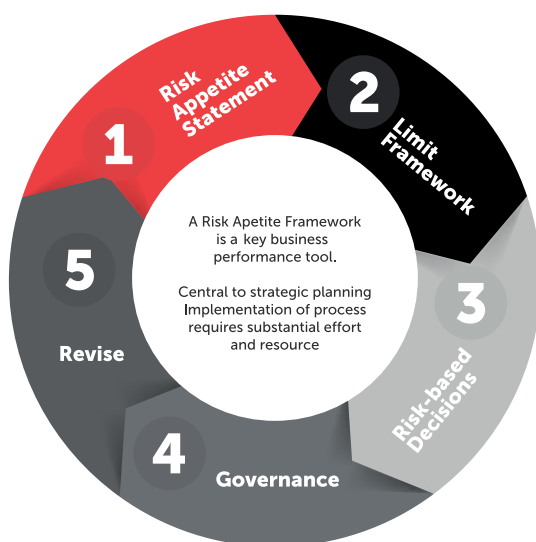 1
Risk
Appetite
Statement
2
Limit
Framework
3
Risk-based
Decisions
4
Governance
5
Revise
A Risk Apetite Framework
is a key business
performance tool.
Central to strategic planning
Implementation of process
requires substantial effort
and resource